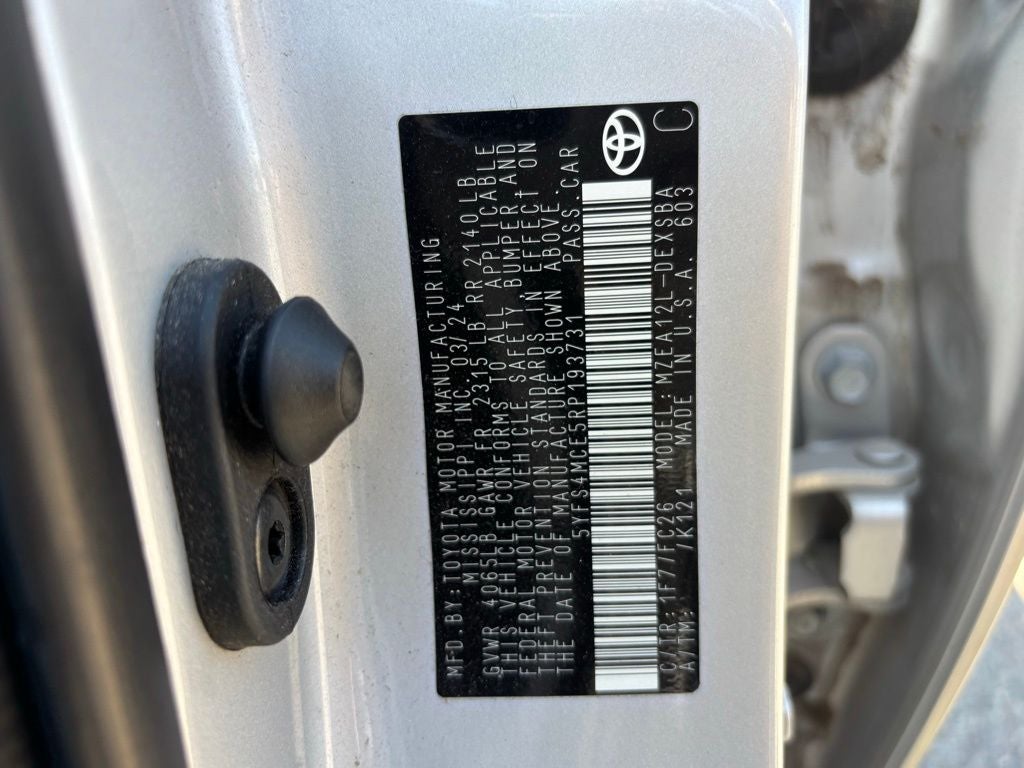 MFD. BY: TOYOTA MOTOR MANUFACTURING
MISSISSIPPI INC. 03/24
GVWR 4065LB GAWR FR 2315 LB RR 2140LB
THIS VEHICLE CONFORMS TO ALL APPLICABLE
FEDERAL MOTOR VEHICLE SAFETY BUMPER, AND
THEFT PREVENTION STANDARDS IN EFFECT ON
THE DATE OF MANUFACTURE SHOWN ABOVE.
5YFS4MCE5RP193731 PASS. CAR
C/TR: 1F7/FC26 MODEL: MZEA12L-DEXSBA
A/TM: /K121 MADE IN U.S.A. 603
C